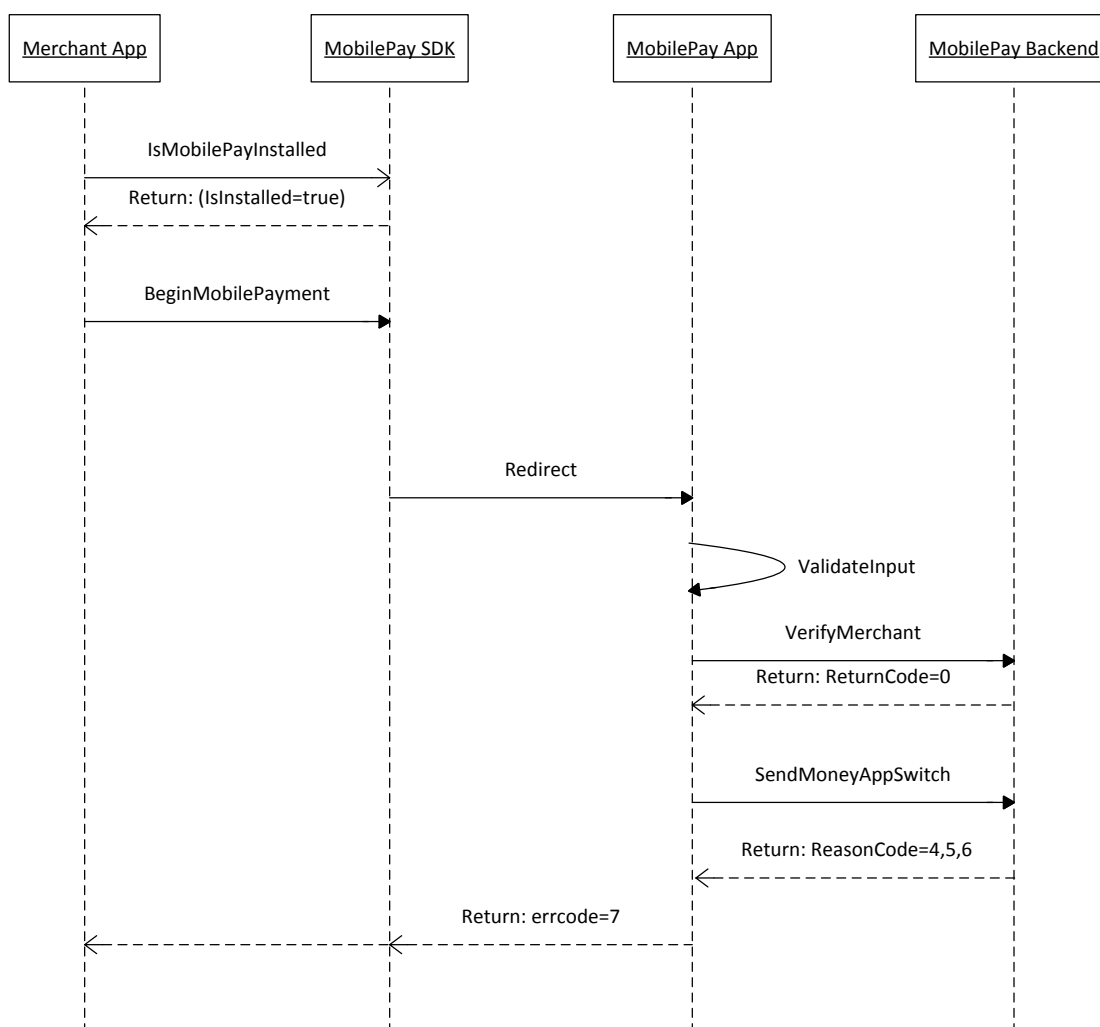 Merchant App
MobilePay SDK
MobilePay App
MobilePay Backend
IsMobilePayInstalled
Return: (IsInstalled=true)
BeginMobilePayment
Redirect
ValidateInput
VerifyMerchant
Return: ReturnCode=0
SendMoneyAppSwitch
Return: ReasonCode=4,5,6
Return: errcode=7